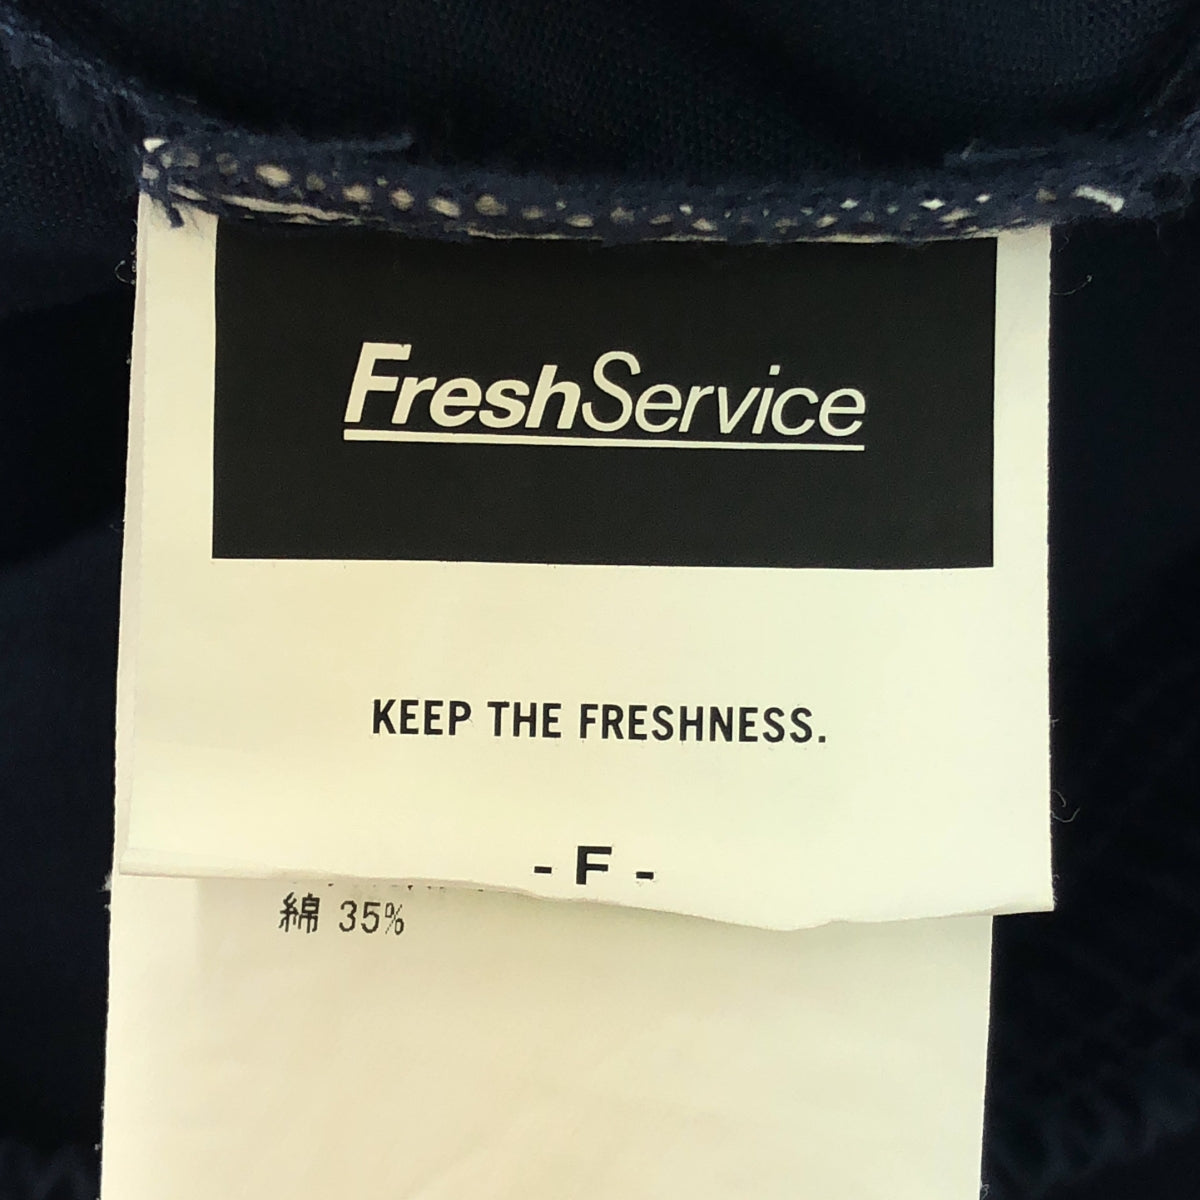 FreshService
KEEP THE FRESHNESS.
- F -
綿 35%